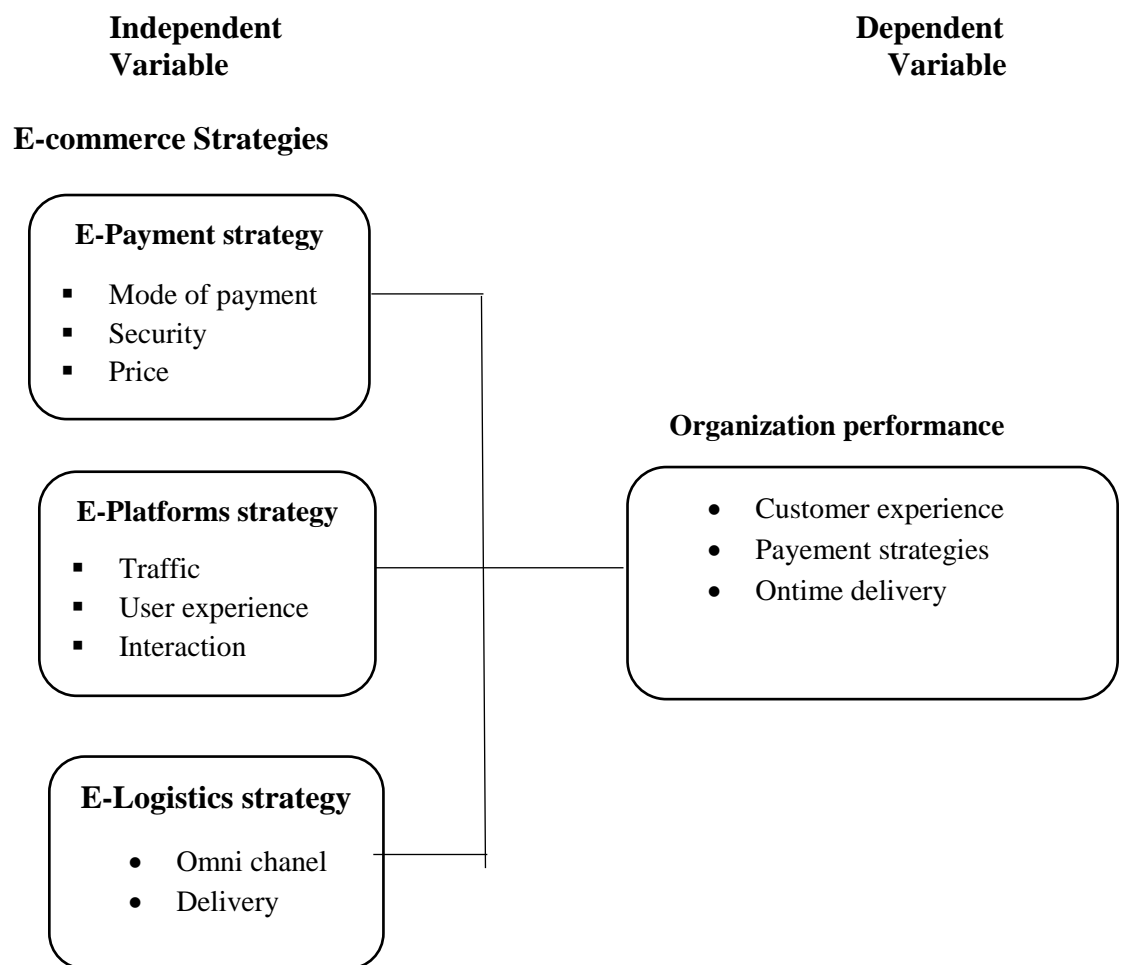 Independent
Variable
Dependent
Variable
E-commerce Strategies
E-Payment strategy
▪ Mode of payment
▪ Security
▪ Price
Organization performance
E-Platforms strategy
▪ Traffic
▪ User experience
▪ Interaction
• Customer experience
• Payement strategies
• Ontime delivery
E-Logistics strategy
• Omni chanel
• Delivery